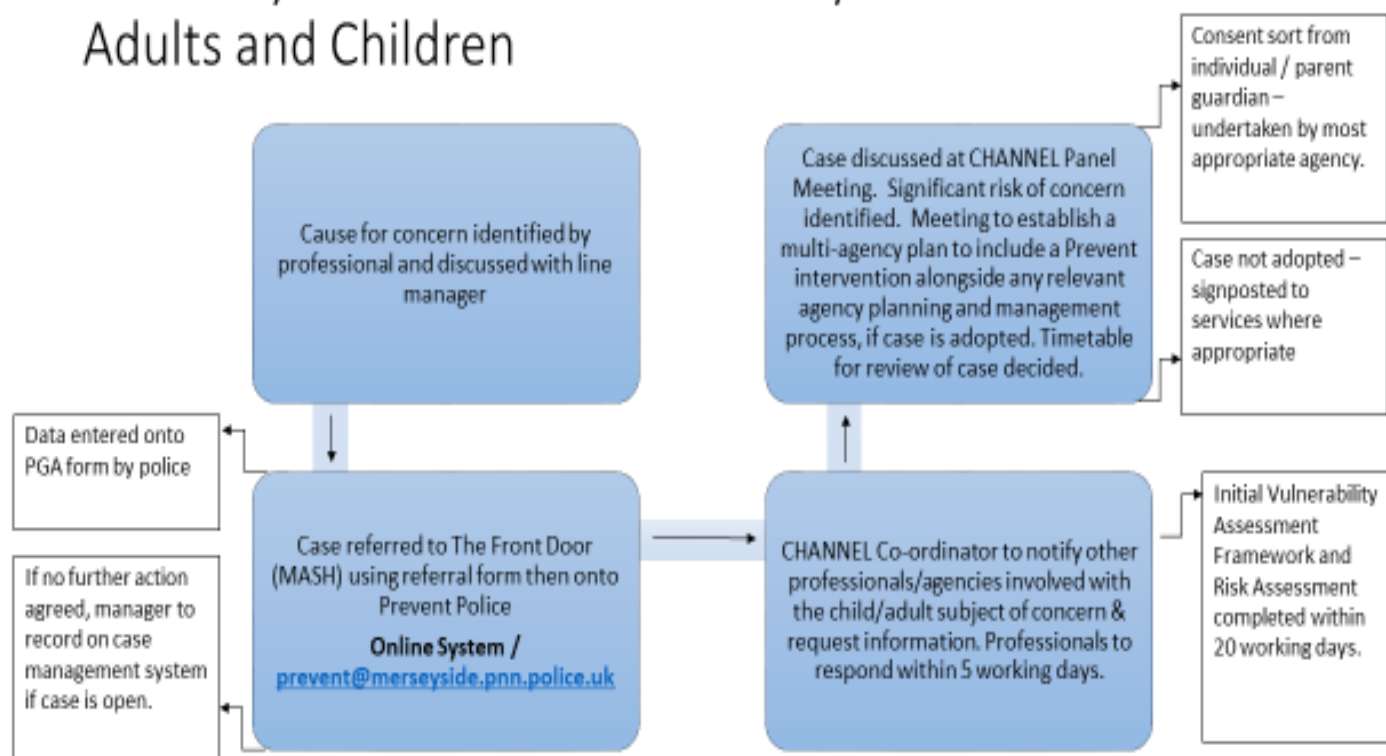 Adults and Children
Cause for concern identified by
professional and discussed with line
manager
Data entered onto
PGA form by police
If no further action
agreed, manager to
record on case
management system
if case is open.
Case referred to The Front Door
(MASH) using referral form then onto
Prevent Police
Online System /
prevent@merseyside.pnn.police.uk
CHANNEL Co-ordinator to notify other
professionals/agencies involved with
the child/adult subject of concern &
request information. Professionals to
respond within 5 working days.
Initial Vulnerability
Assessment
Framework and
Risk Assessment
completed within
20 working days.
Case discussed at CHANNEL Panel
Meeting. Significant risk of concern
identified. Meeting to establish a
multi-agency plan to include a Prevent
intervention alongside any relevant
agency planning and management
process, if case is adopted. Timetable
for review of case decided.
Consent sort from
individual / parent
guardian –
undertaken by most
appropriate agency.
Case not adopted –
signposted to
services where
appropriate